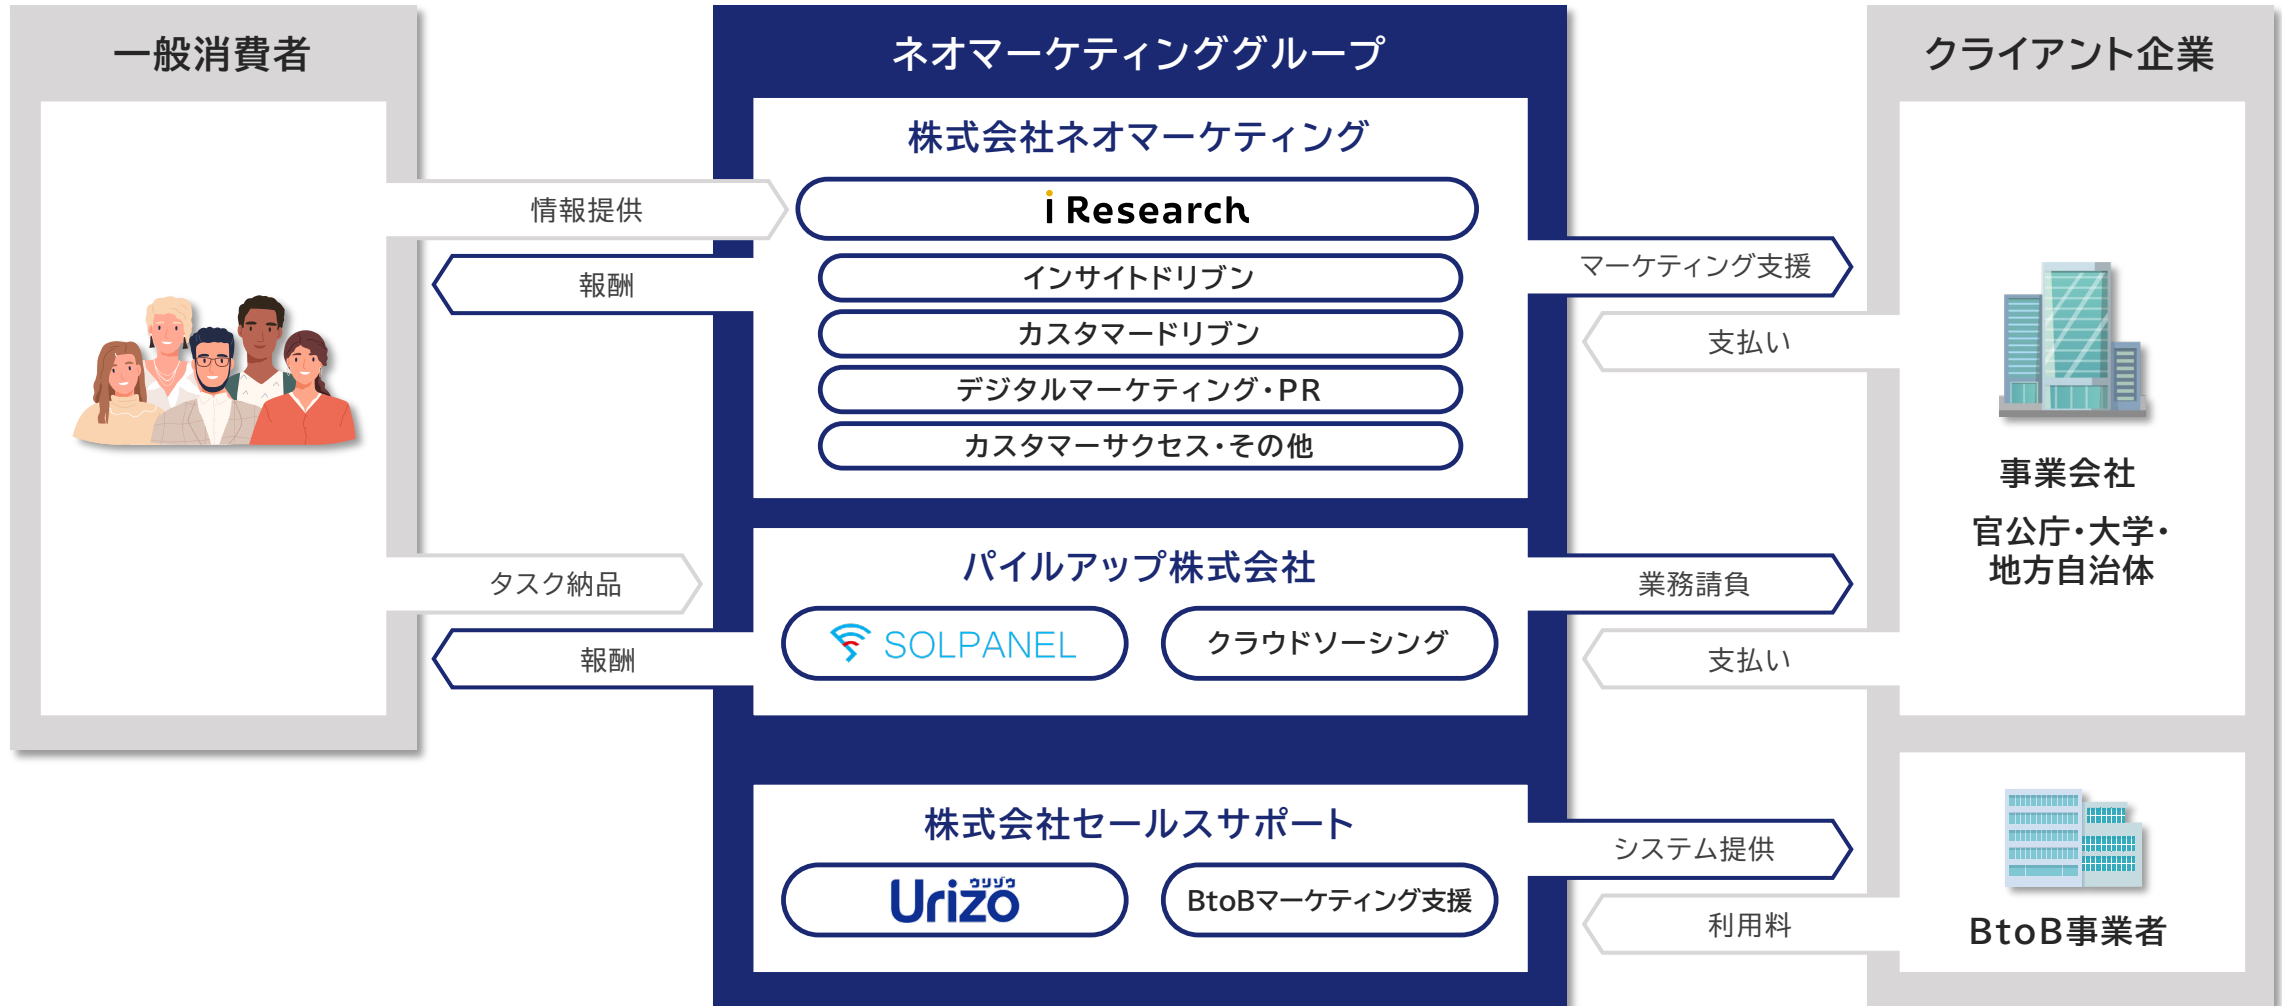 一般消費者
ネオマーケティンググループ
クライアント企業
株式会社ネオマーケティング
i Research
インサイトドリブン
カスタマードリブン
デジタルマーケティング・PR
カスタマーサクセス・その他
情報提供
報酬
マーケティング支援
支払い
事業会社
官公庁・大学・
地方自治体
パイルアップ株式会社
SOLPANEL
クラウドソーシング
タスク納品
報酬
業務請負
支払い
株式会社セールスサポート
ウリゾウ
Urizo
BtoBマーケティング支援
システム提供
利用料
BtoB事業者